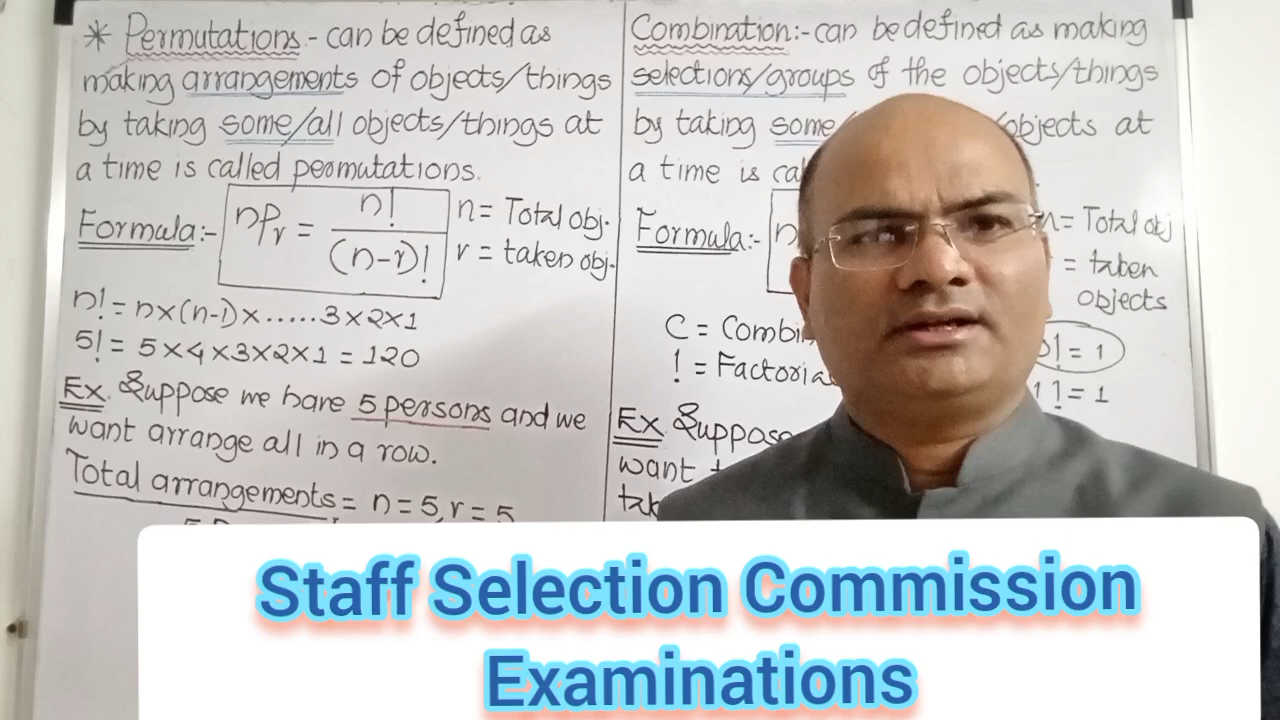 * Permutations - can be defined as
making arrangements of objects/things
by taking some/all objects/things at
a time is called permutations.
Formula:- nPr = n! / (n-r)! n = Total obj.
r = taken obj.
n! = n×(n-1)×......3×2×1
5! = 5×4×3×2×1 = 120
Ex. Suppose we have 5 persons and we
want arrange all in a row.
Total arrangements = n=5, r=5
Combination:- can be defined as making
selections/groups of the objects/things
by taking some objects at
a time is
Formula:- n = Total obj
= taken
objects
C =
! =
! = 1
1! = 1
Ex. Suppose
want
Staff Selection Commission
Examinations